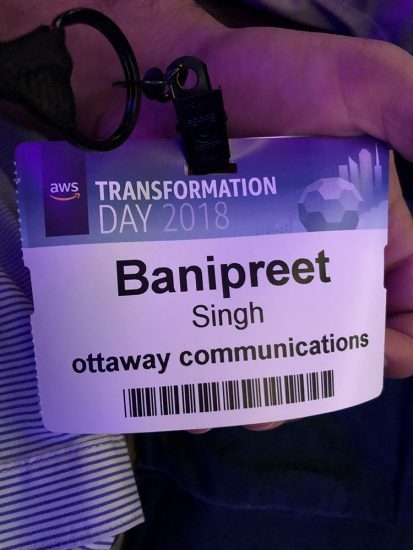 aws
TRANSFORMATION
DAY 2018
Banipreet
Singh
ottaway communications